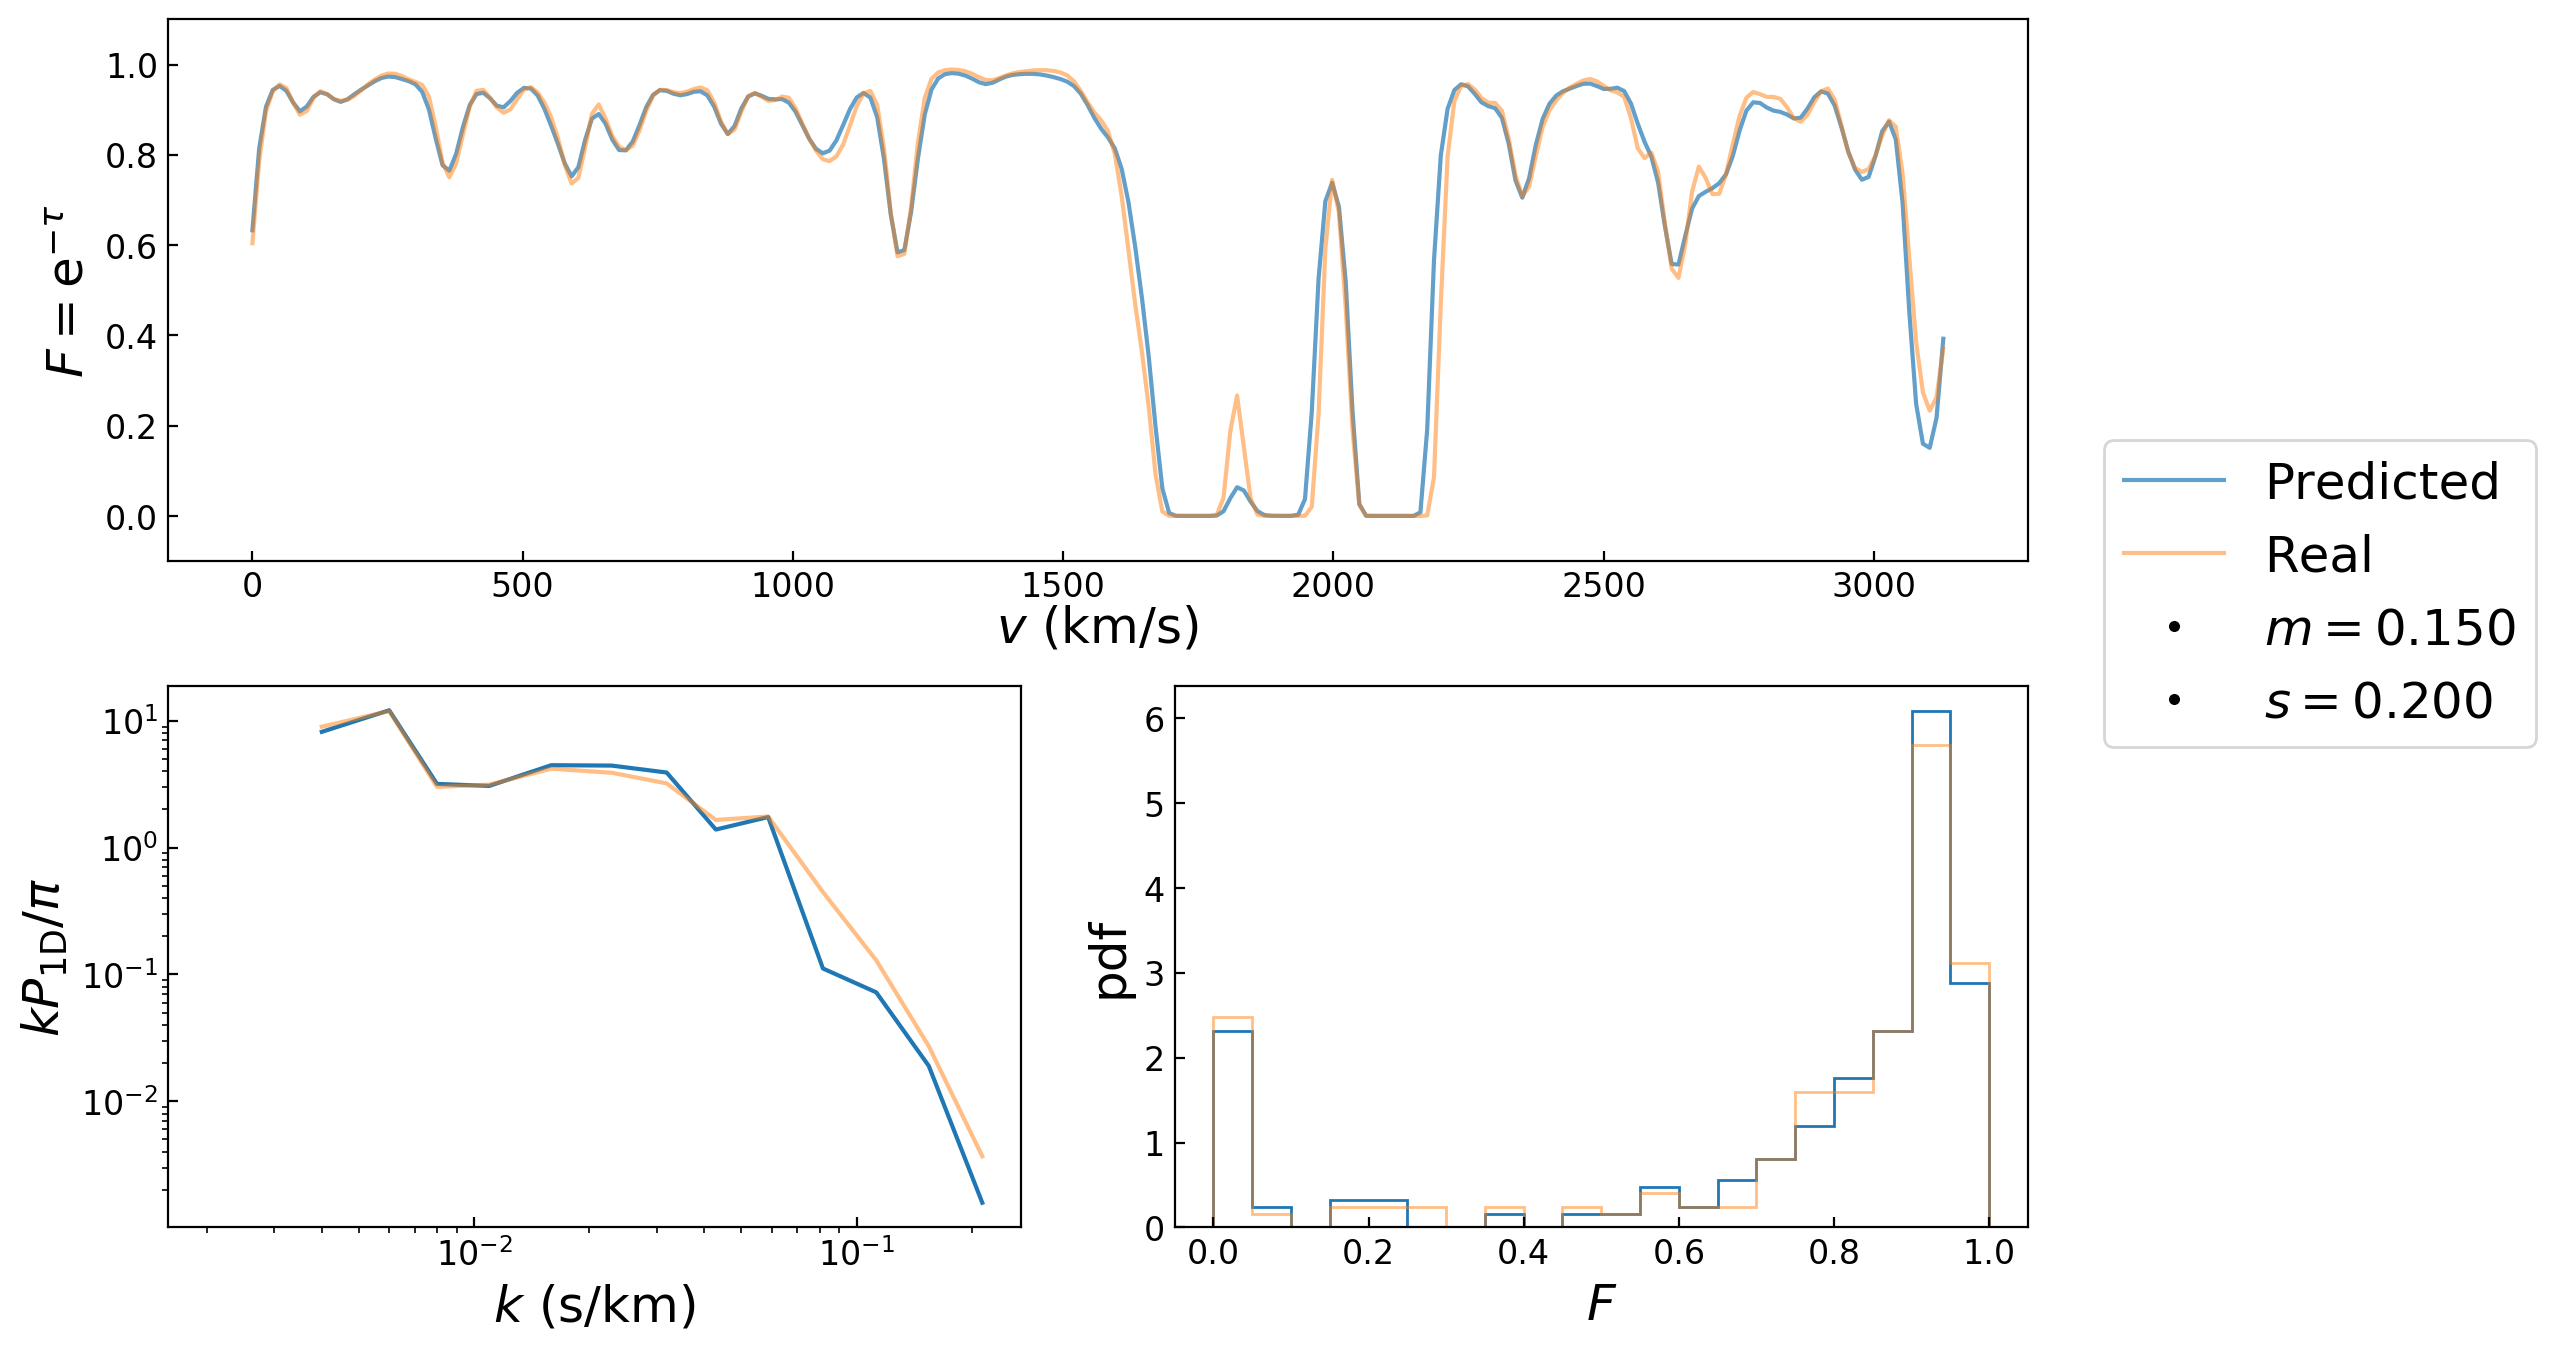 1.0
0.8
0.6
0.4
0.2
0.0
F = e^{−τ}
0 500 1000 1500 2000 2500 3000
v (km/s)
Predicted
Real
m = 0.150
s = 0.200
10^1
10^0
10^{−1}
10^{−2}
kP_{1D}/π
10^{−2} 10^{−1}
k (s/km)
6
5
4
3
2
1
0
pdf
0.0 0.2 0.4 0.6 0.8 1.0
F